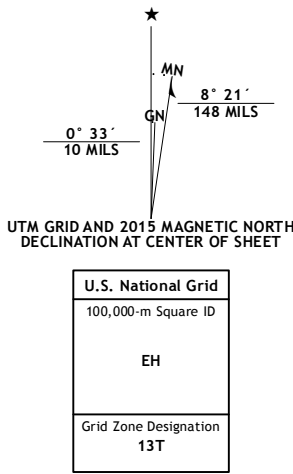 MN
GN
8° 21´
148 MILS
0° 33´
10 MILS
UTM GRID AND 2015 MAGNETIC NORTH
DECLINATION AT CENTER OF SHEET
U.S. National Grid
100,000-m Square ID
EH
Grid Zone Designation
13T